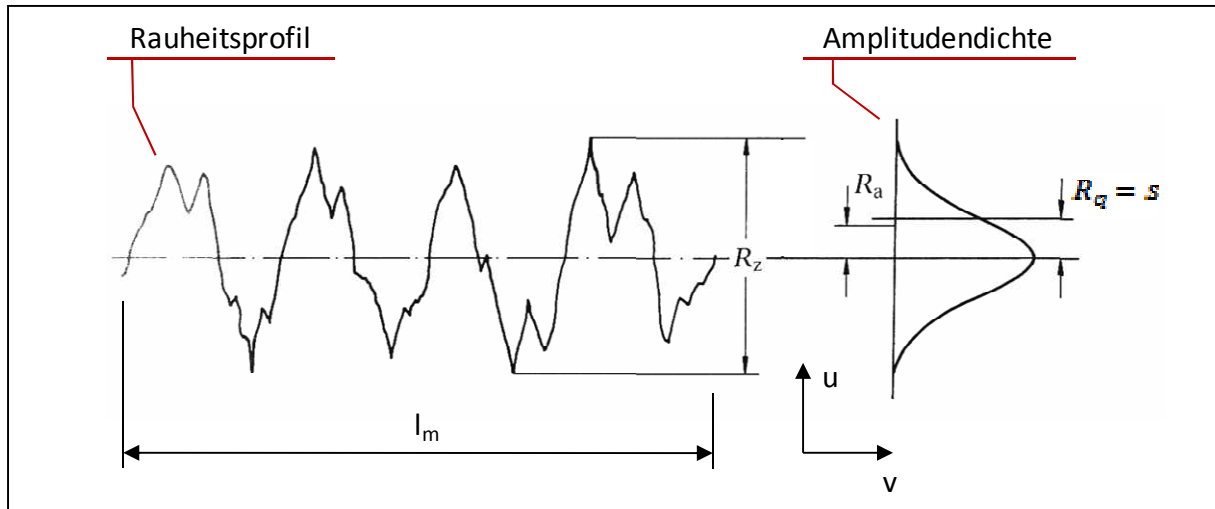 Rauheitsprofil
Amplitudendichte
Ra
Rq = s
Rz
u
lm
v